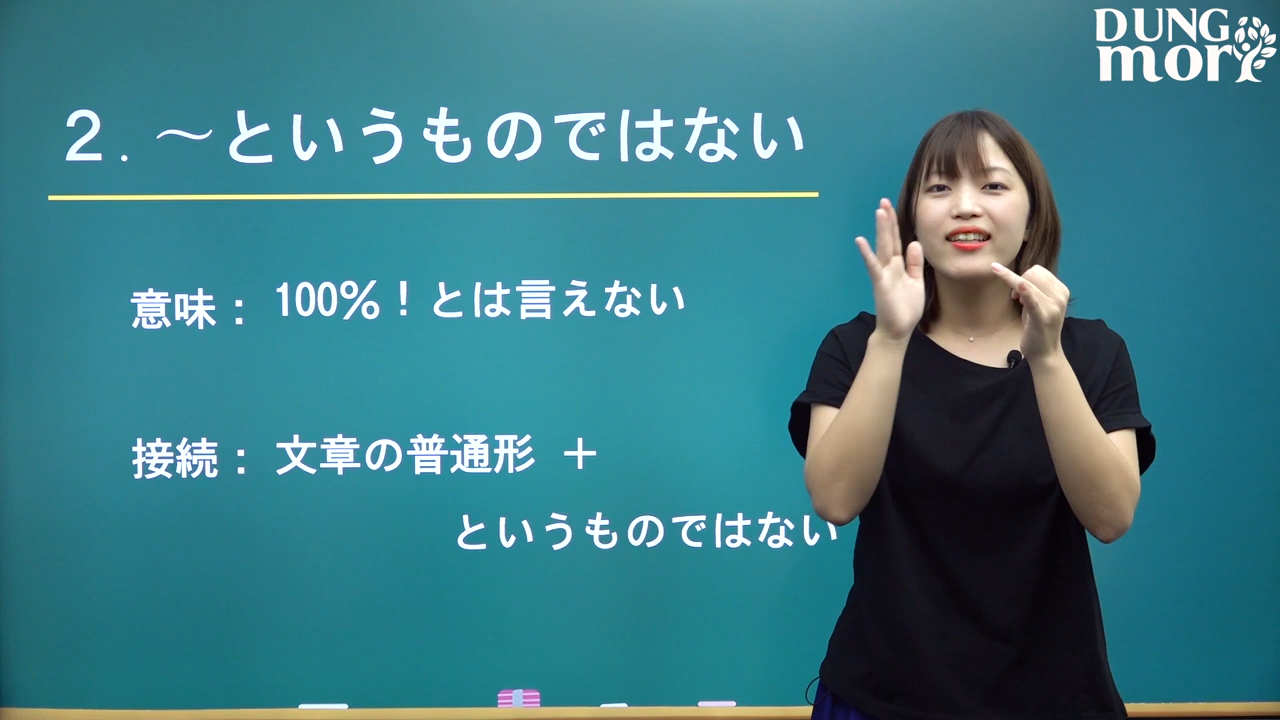 DUNG
mori
２．～というものではない
意味： 100%！とは言えない
接続： 文章の普通形 ＋
というものではない